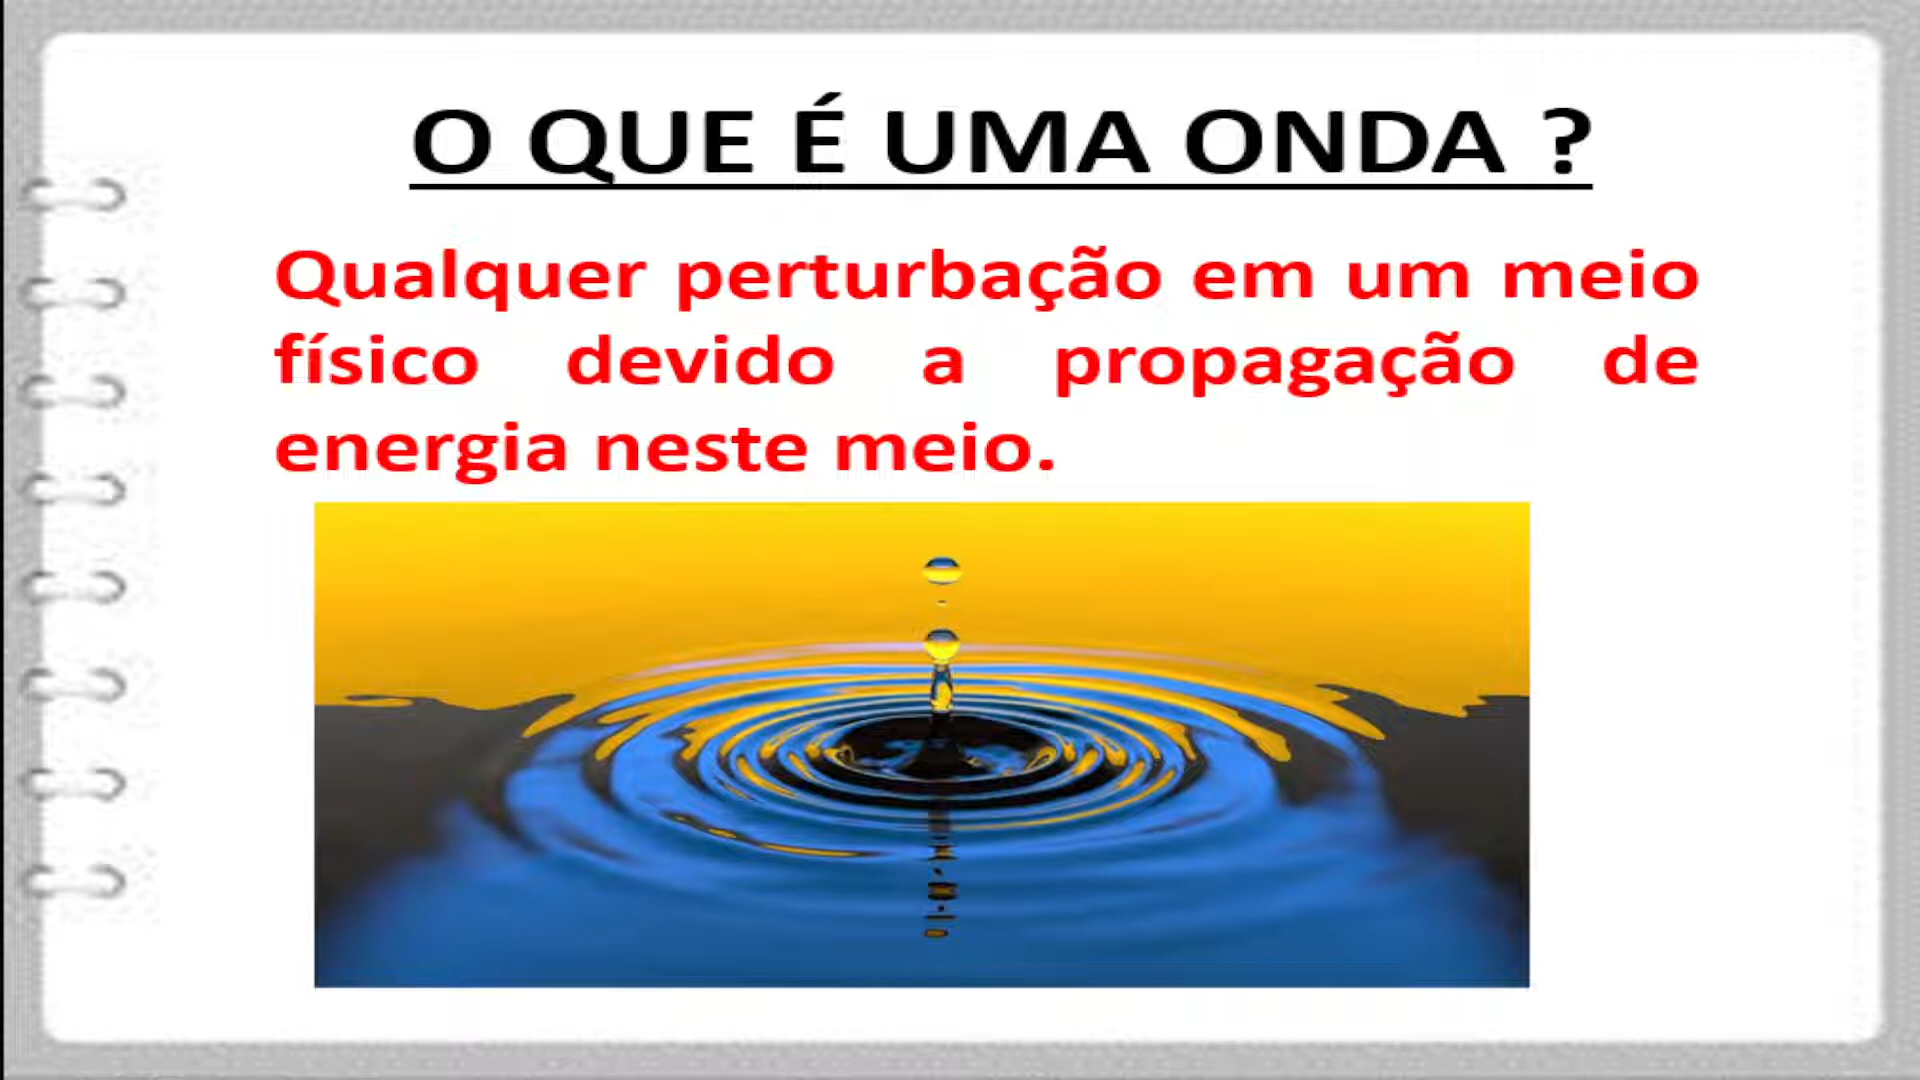 O QUE É UMA ONDA ?
Qualquer perturbação em um meio
físico devido a propagação de
energia neste meio.